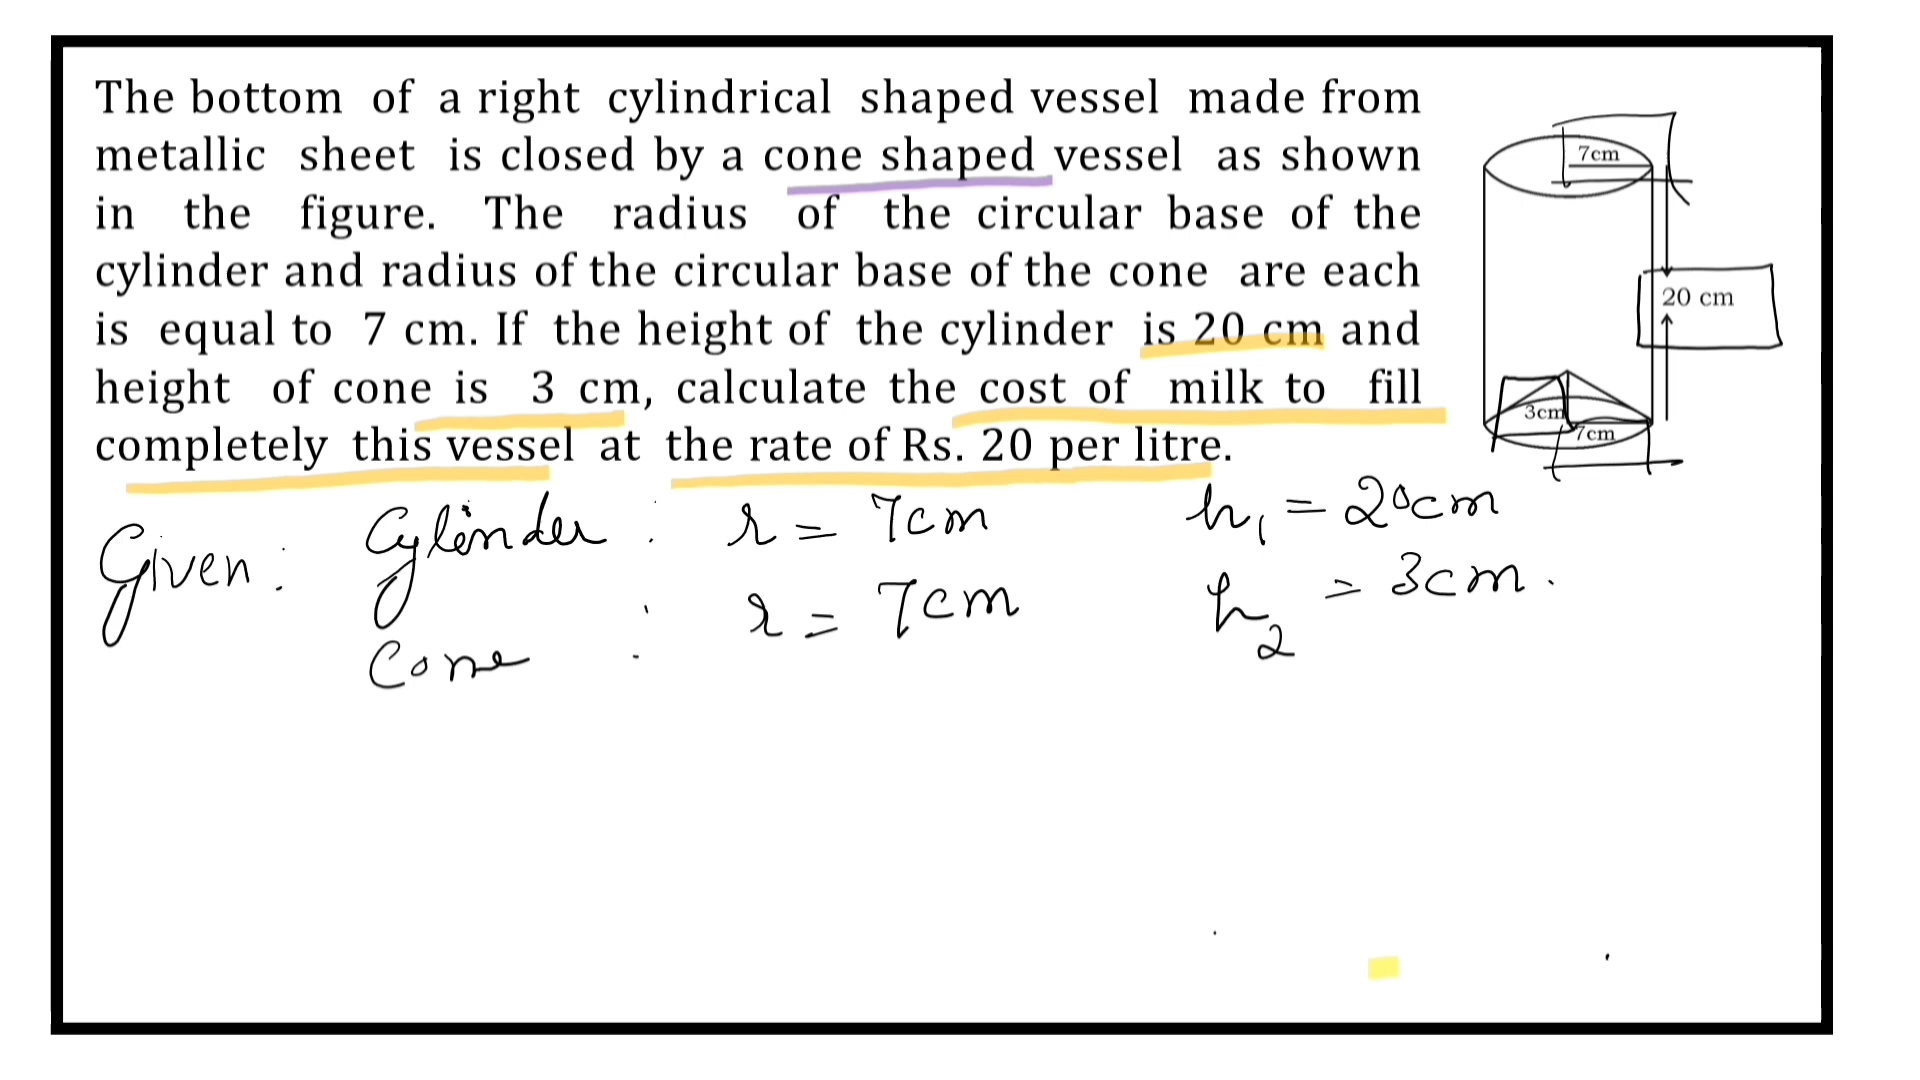 The bottom of a right cylindrical shaped vessel made from
metallic sheet is closed by a cone shaped vessel as shown
in the figure. The radius of the circular base of the
cylinder and radius of the circular base of the cone are each
is equal to 7 cm. If the height of the cylinder is 20 cm and
height of cone is 3 cm, calculate the cost of milk to fill
completely this vessel at the rate of Rs. 20 per litre.
7cm
20 cm
3cm
7cm
Given: Cylinder : r = 7cm h₁ = 20cm
Cone : r = 7cm h₂ = 3cm.